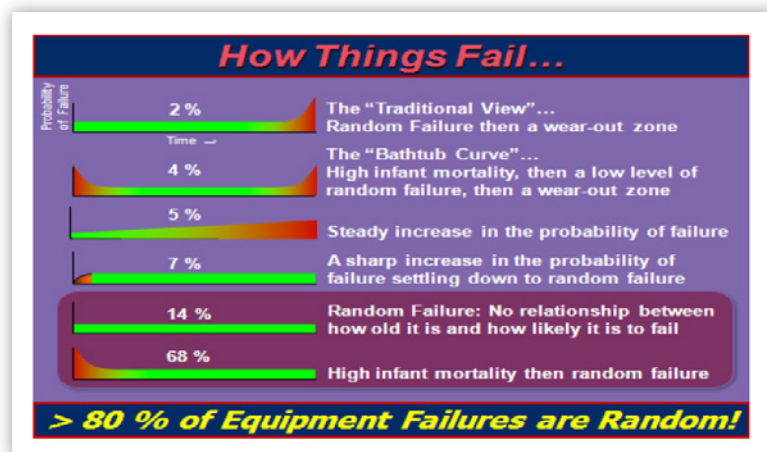 How Things Fail...
Probability
of Failure
2 %
The “Traditional View”...
Random Failure then a wear-out zone
Time
The “Bathtub Curve”...
4 %
High infant mortality, then a low level of
random failure, then a wear-out zone
5 %
Steady increase in the probability of failure
7 %
A sharp increase in the probability of
failure settling down to random failure
14 %
Random Failure: No relationship between
how old it is and how likely it is to fail
68 %
High infant mortality then random failure
> 80 % of Equipment Failures are Random!